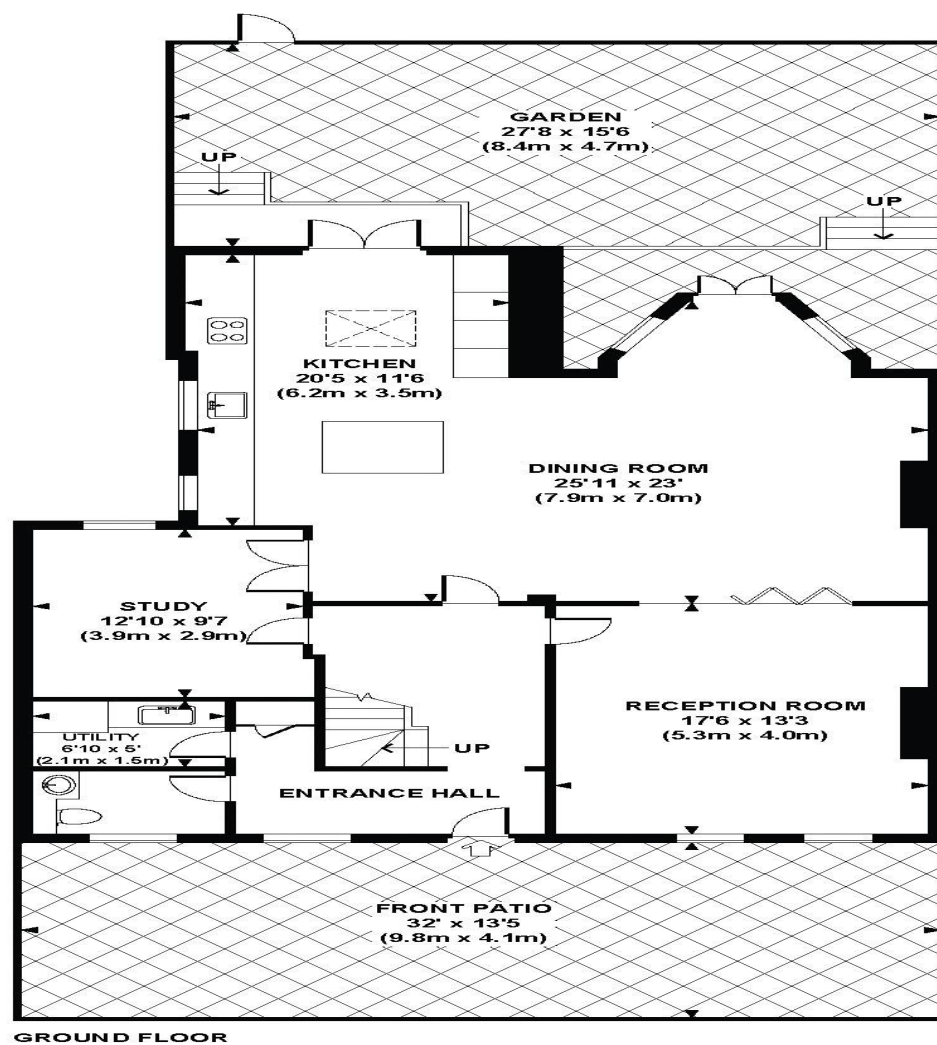 GARDEN
27'8 x 15'6
(8.4m x 4.7m)
UP
UP
KITCHEN
20'5 x 11'6
(6.2m x 3.5m)
DINING ROOM
25'11 x 23'
(7.9m x 7.0m)
STUDY
12'10 x 9'7
(3.9m x 2.9m)
RECEPTION ROOM
17'6 x 13'3
(5.3m x 4.0m)
UTILITY
6'10 x 5'
(2.1m x 1.5m)
UP
ENTRANCE HALL
FRONT PATIO
32' x 13'5
(9.8m x 4.1m)
GROUND FLOOR